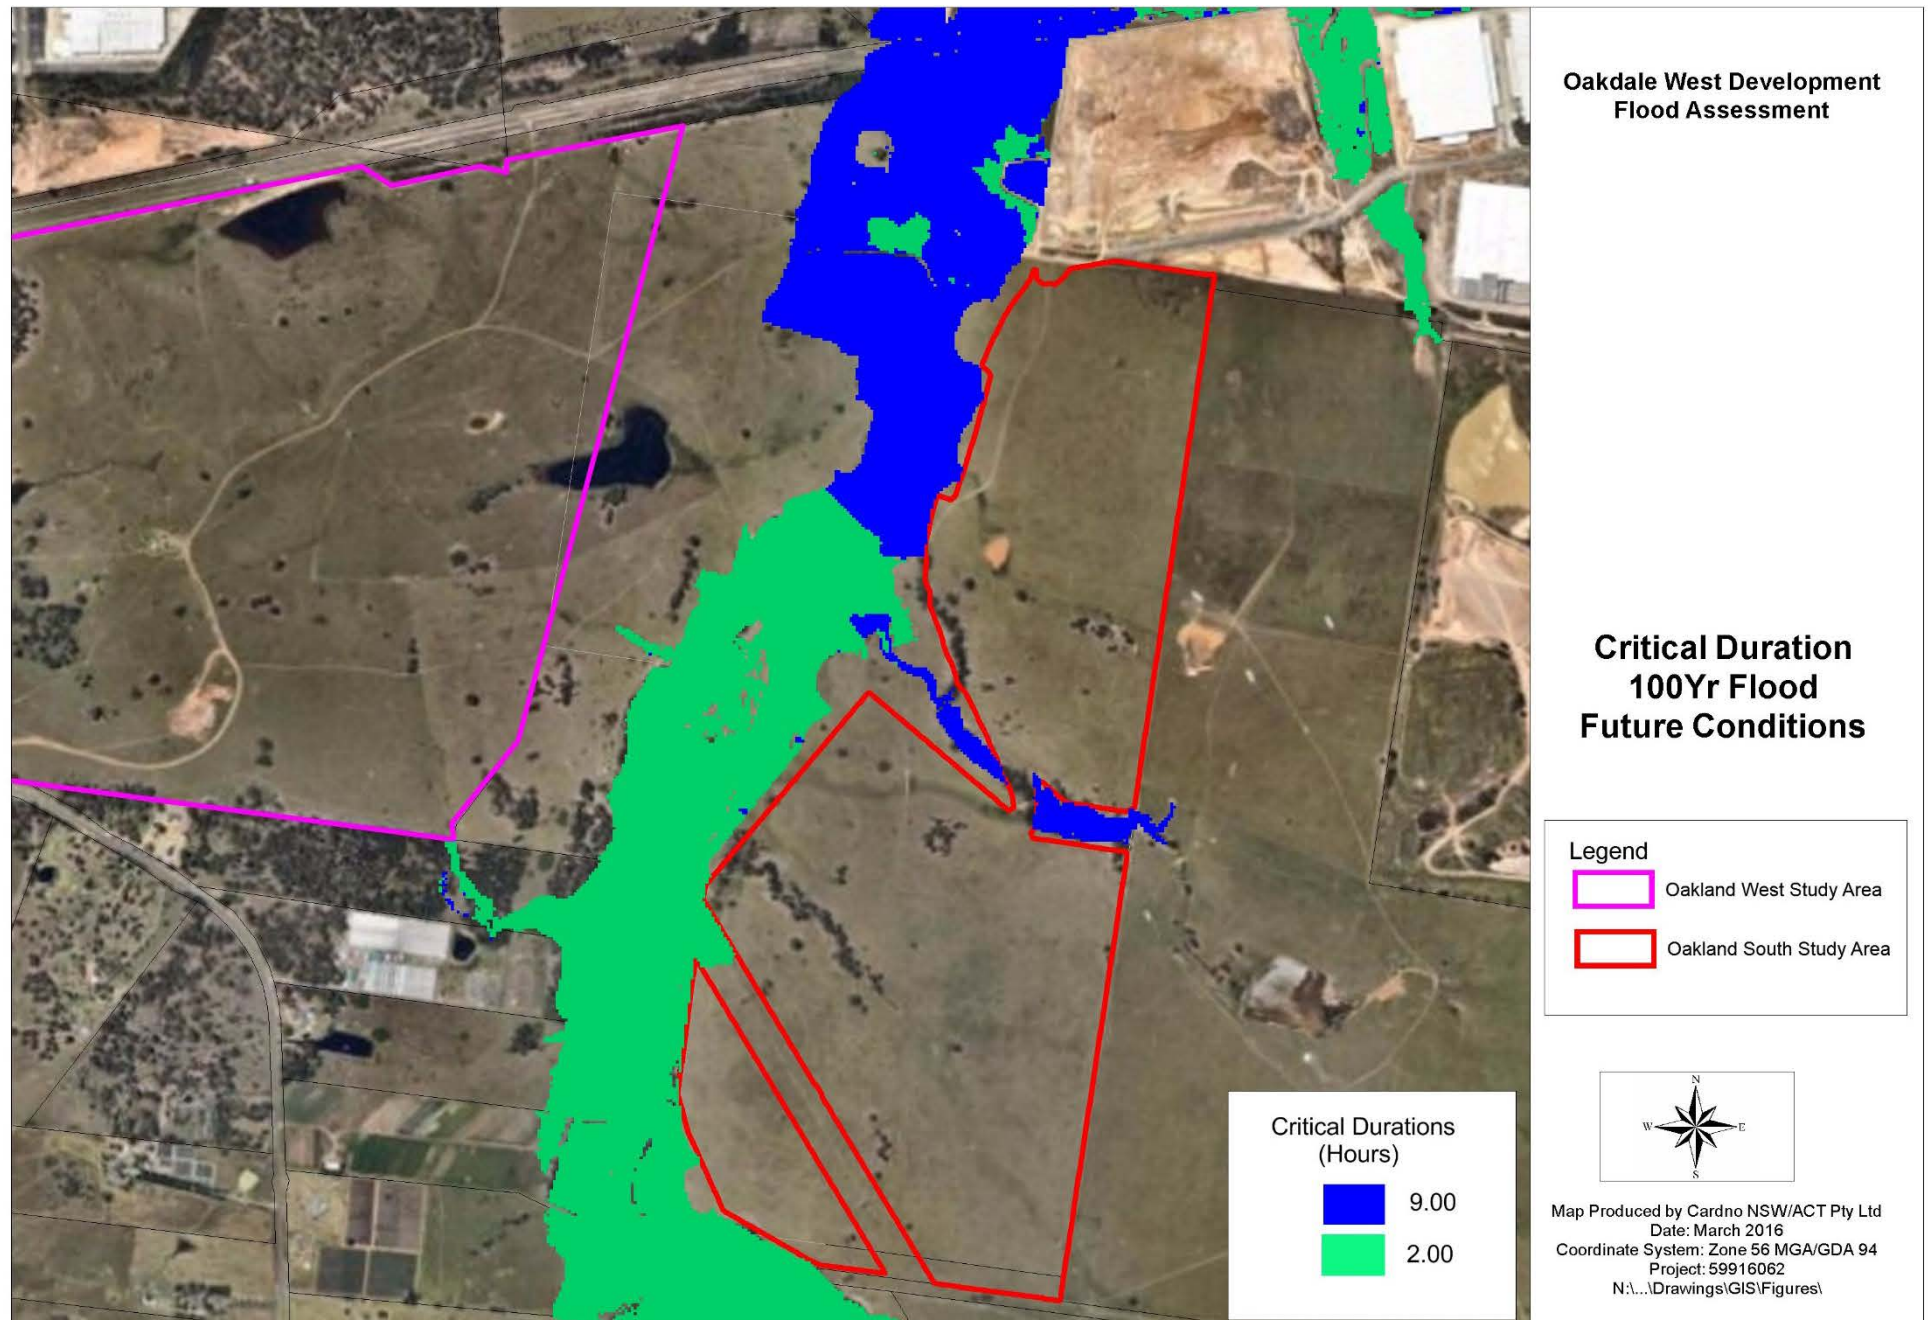 Oakdale West Development
Flood Assessment
Critical Duration
100Yr Flood
Future Conditions
Legend
Oakland West Study Area
Oakland South Study Area
N
W
E
S
Critical Durations
(Hours)
9.00
2.00
Map Produced by Cardno NSW/ACT Pty Ltd
Date: March 2016
Coordinate System: Zone 56 MGA/GDA 94
Project: 59916062
N:\...\Drawings\GIS\Figures\